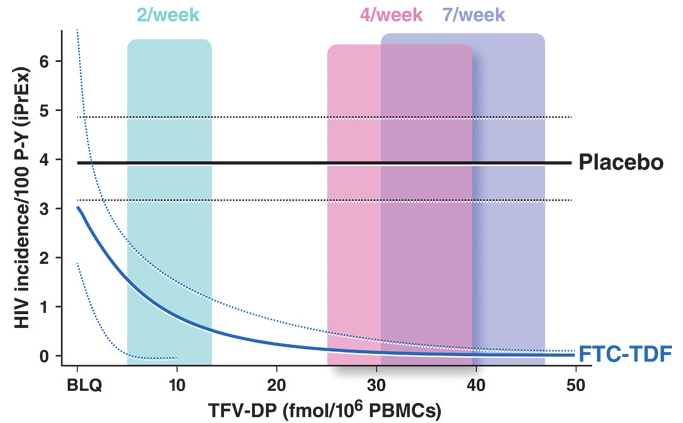 2/week
4/week
7/week
HIV incidence/100 P-Y (iPrEx)
6
5
4
3
2
1
0
Placebo
FTC-TDF
BLQ
10
20
30
40
50
TFV-DP (fmol/10⁶ PBMCs)